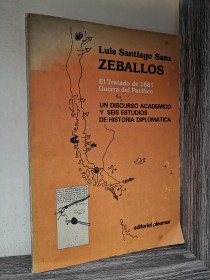 Luis Santiago Sanz
ZEBALLOS
El Tratado de 1881
Guerra del Pacífico
UN DISCURSO ACADEMICO
Y SEIS ESTUDIOS
DE HISTORIA DIPLOMATICA
editorial pleamar